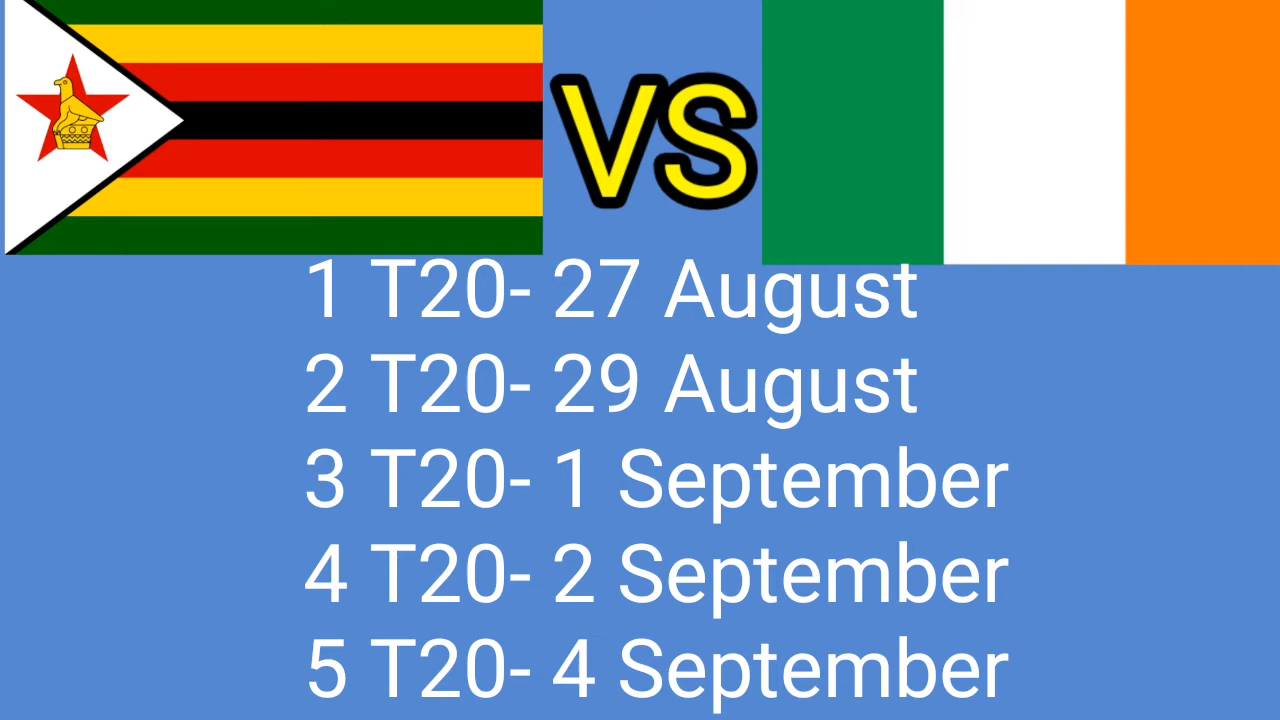 VS
1 T20- 27 August
2 T20- 29 August
3 T20- 1 September
4 T20- 2 September
5 T20- 4 September